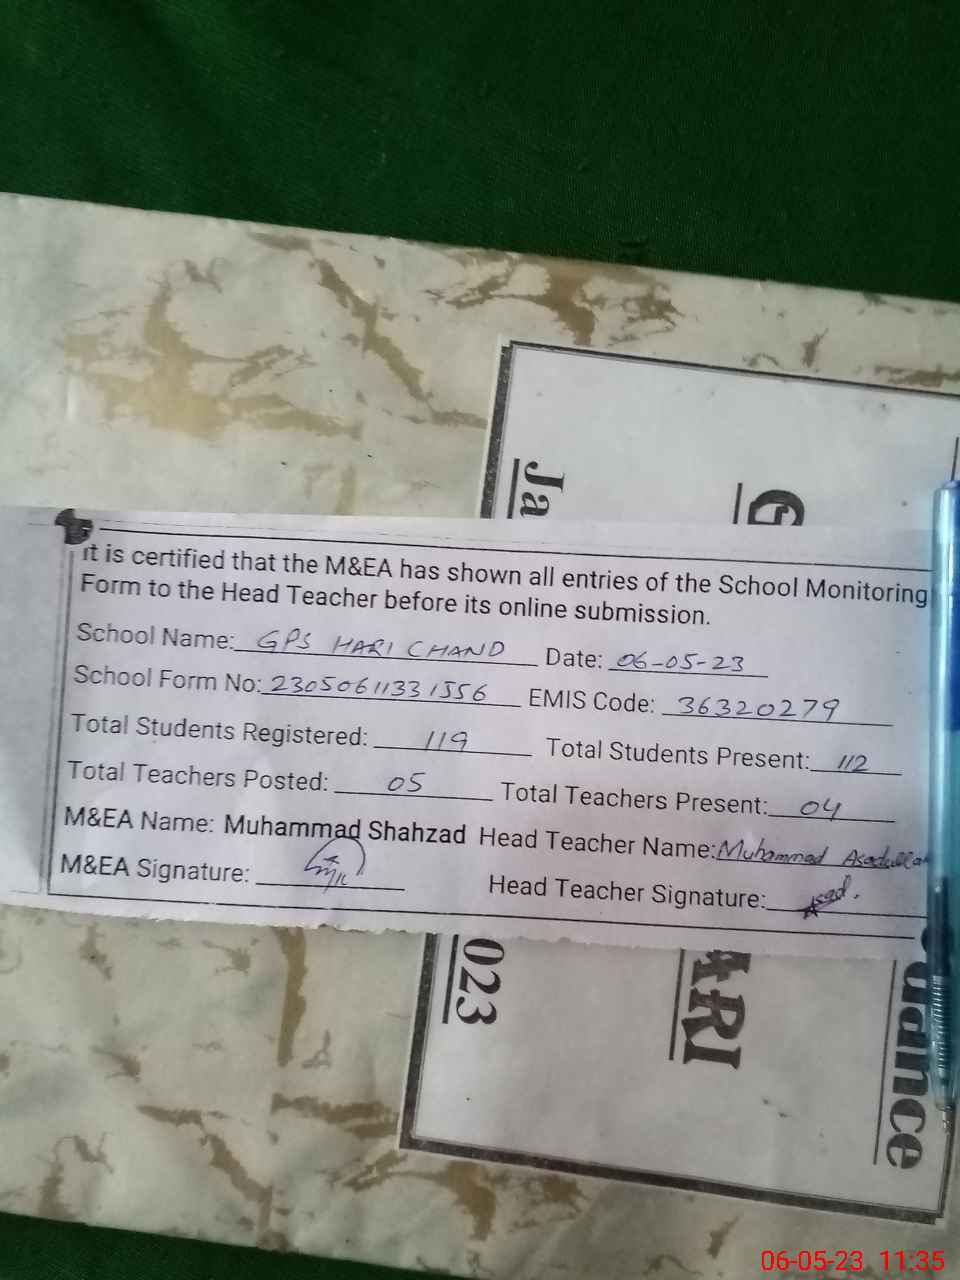 It is certified that the M&EA has shown all entries of the School Monitoring
Form to the Head Teacher before its online submission.
School Name: GPS HARI CHAND Date: 06-05-23
School Form No: 23050611331556 EMIS Code: 36320279
Total Students Registered: 119 Total Students Present: 112
Total Teachers Posted: 05 Total Teachers Present: 04
M&EA Name: Muhammad Shahzad Head Teacher Name: Muhammad Asadullah
M&EA Signature: Head Teacher Signature: Asad.
Ja
G
023
ARI
uance
06-05-23 11:35